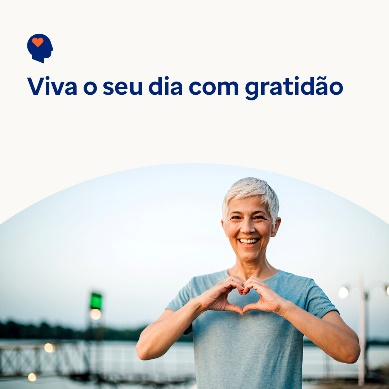 Viva o seu dia com gratidão